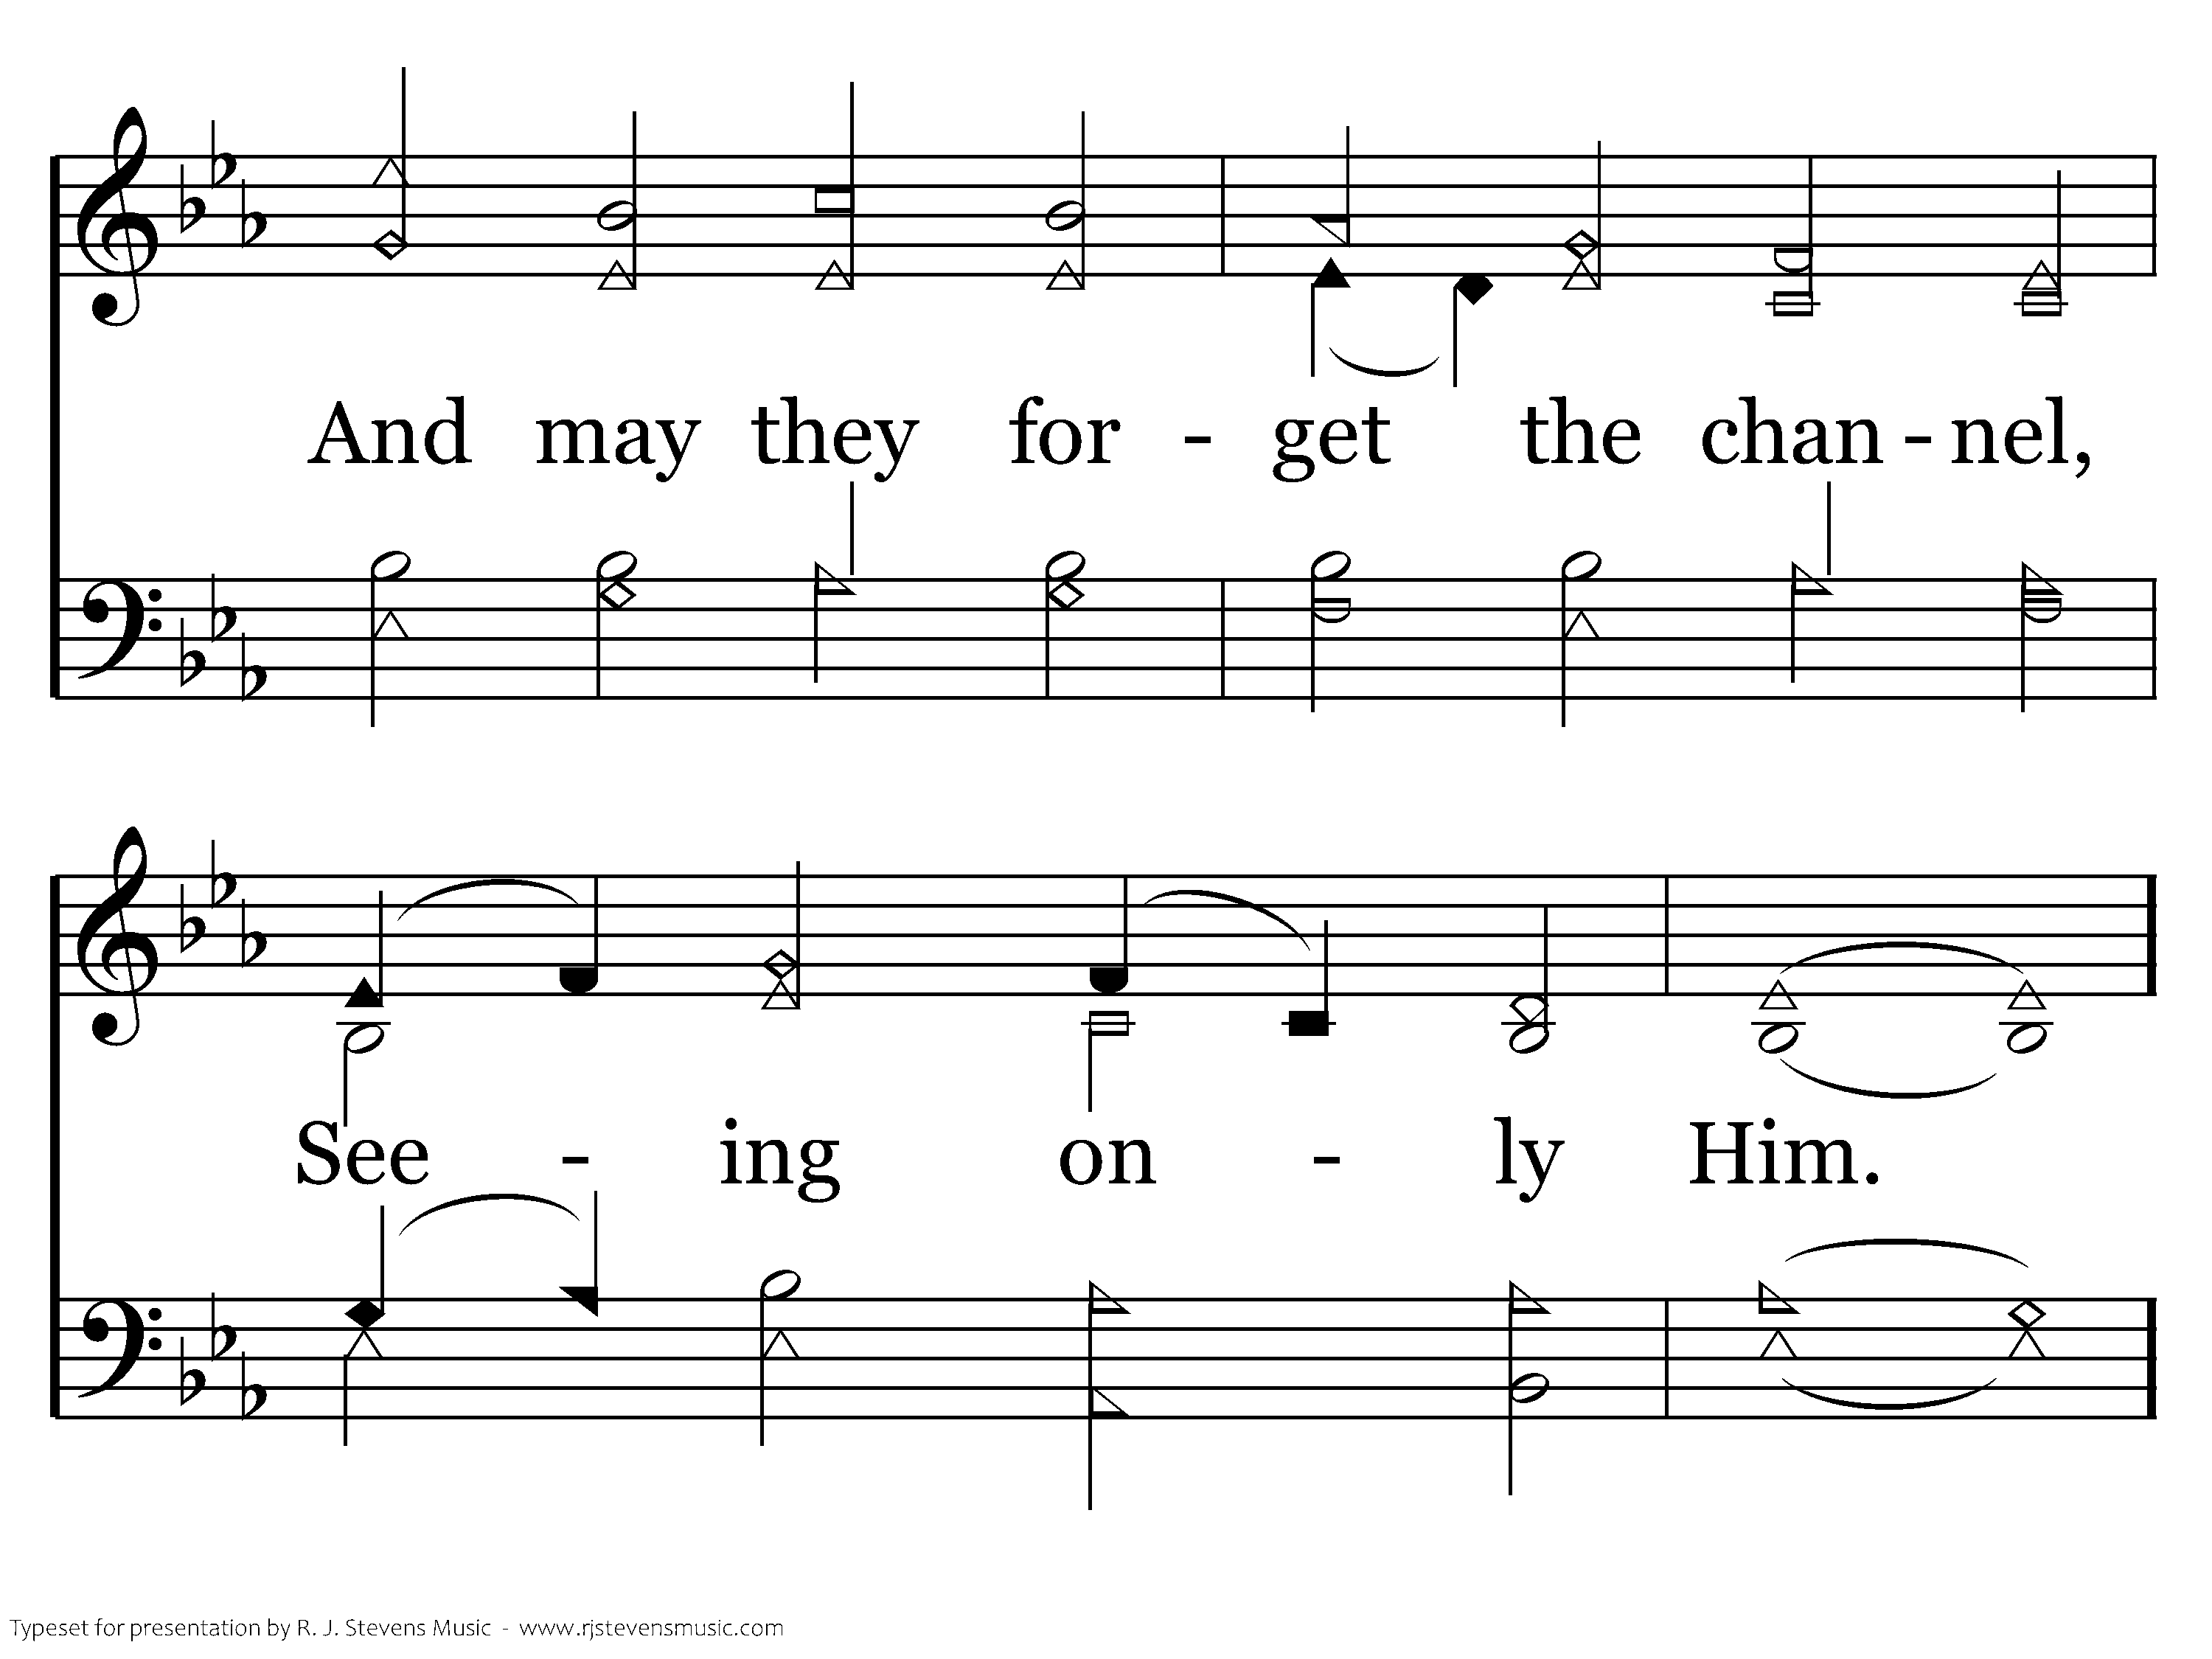 And may they for - get the chan - nel,
See - ing on - ly Him.
Typeset for presentation by R. J. Stevens Music - www.rjstevensmusic.com